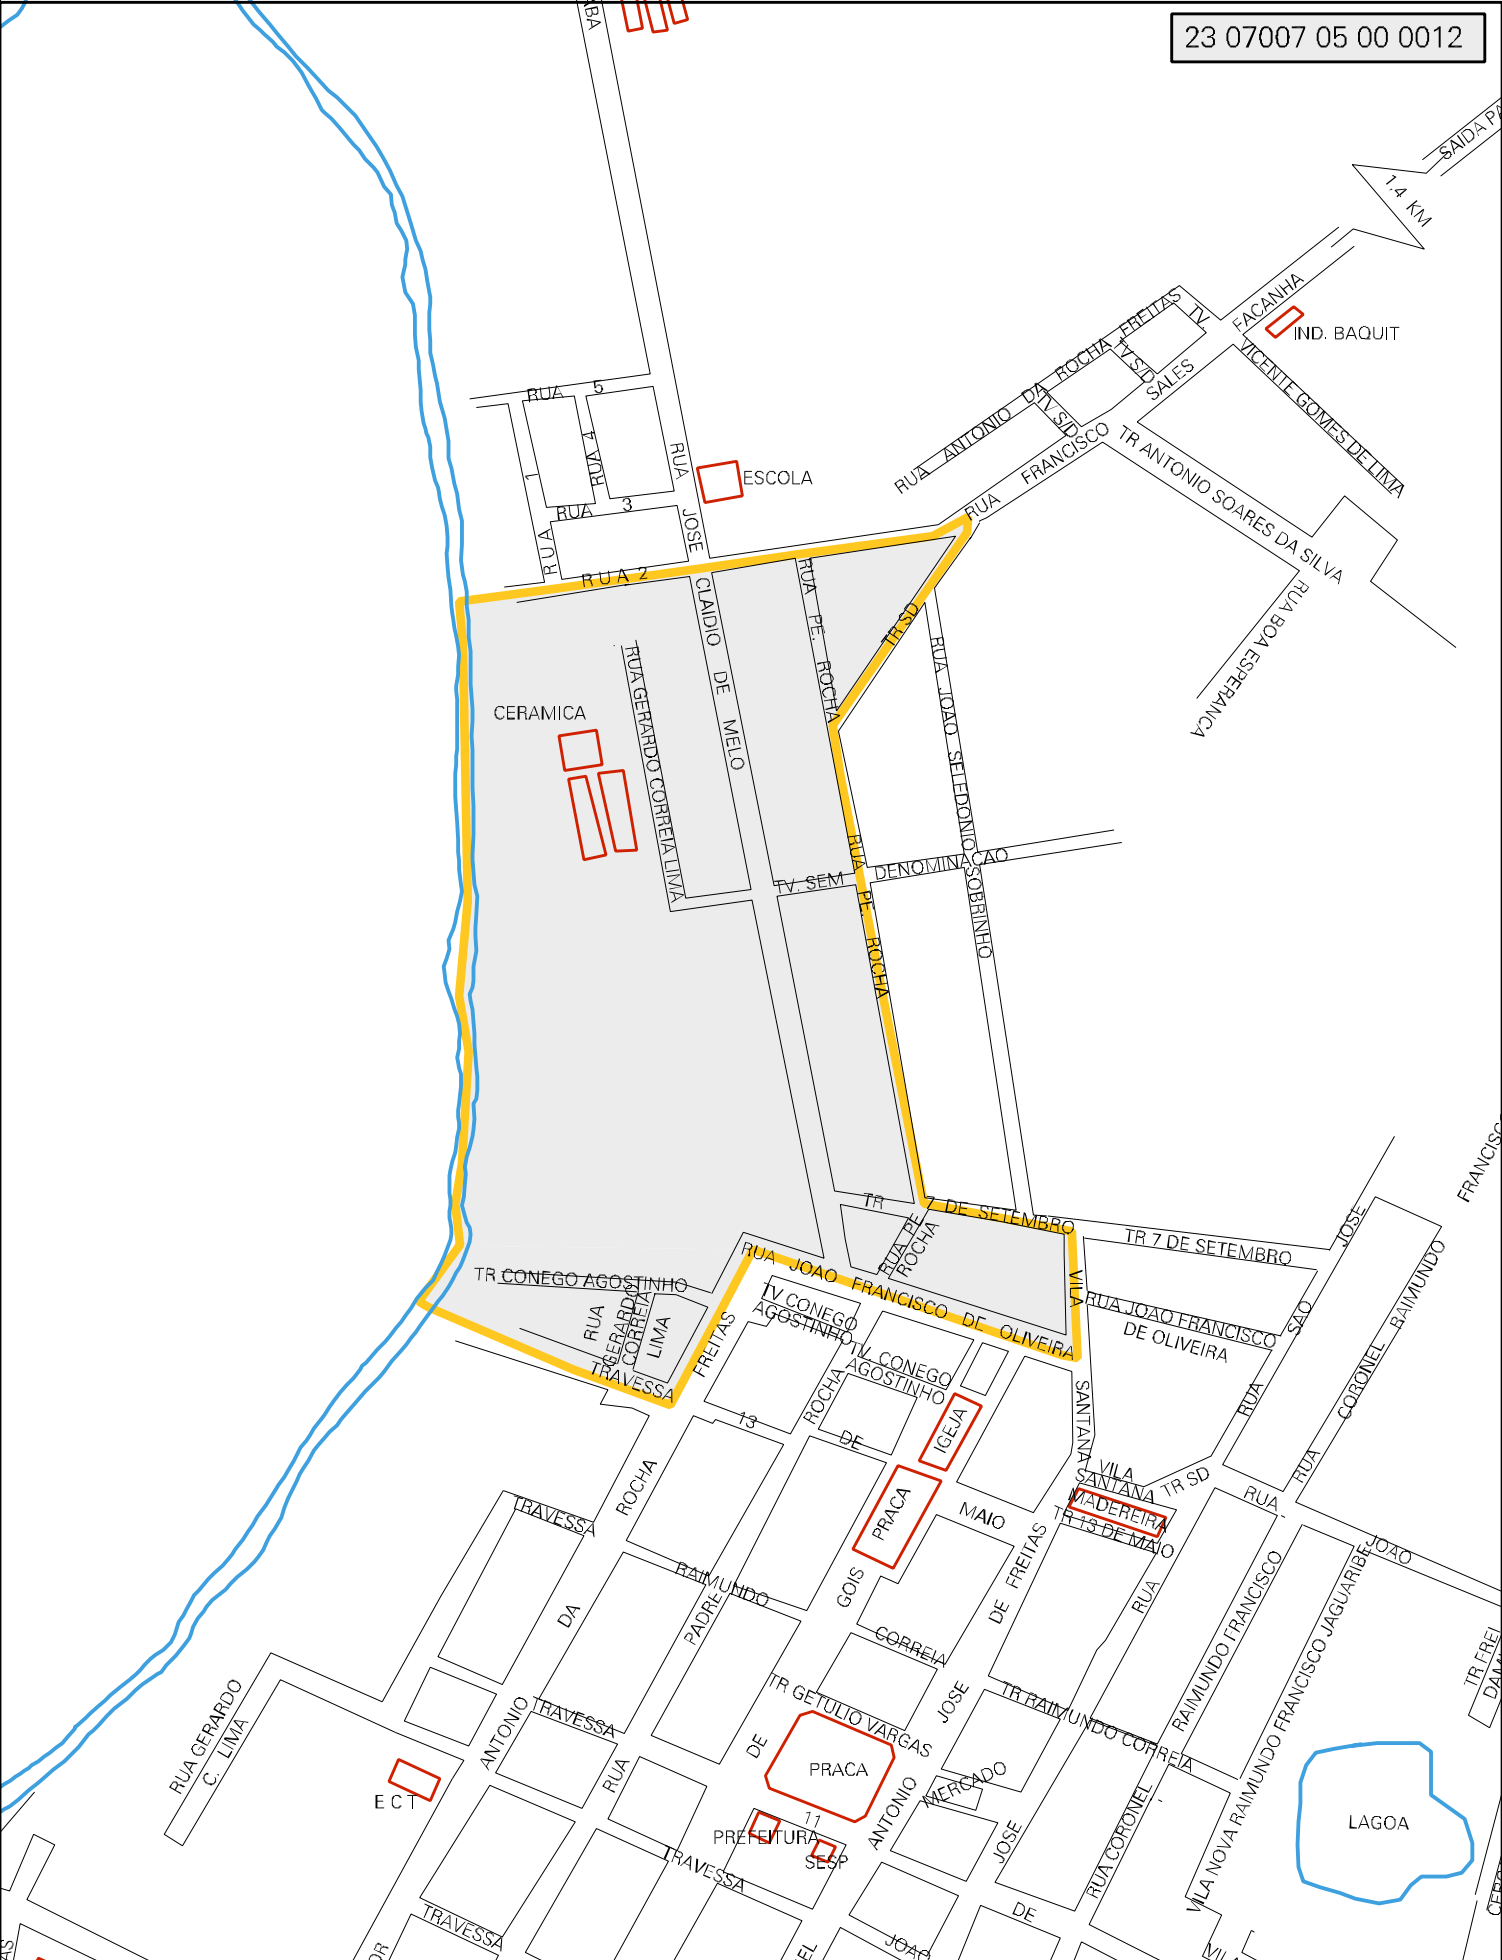 23 07007 05 00 0012
1,4 KM
FACANHA
IND. BAQUIT
RUA ANTONIO DA ROCHA FREITAS
TV
TV S/D
TV S/D
RUA FRANCISCO SALES
VICENTE GOMES DE LIMA
TR ANTONIO SOARES DA SILVA
RUA BOA ESPERANCA
RUA 5
RUA 4
RUA 1
RUA 3
RUA 2
ESCOLA
RUA JOSE CLAIDIO DE MELO
RUA PE. ROCHA
TR SD
RUA JOAO SELEDONIO SOBRINHO
CERAMICA
RUA GERARDO CORREIA LIMA
TV. SEM DENOMINACAO
RUA PE. ROCHA
TR 7 DE SETEMBRO
RUA PE
ROCHA
TR 7 DE SETEMBRO
RUA JOAO FRANCISCO DE OLIVEIRA
VILA SANTANA
RUA JOAO FRANCISCO
DE OLIVEIRA
RUA SAO JOSE
RUA CORONEL RAIMUNDO
TR CONEGO AGOSTINHO
RUA
GERARDO
CORREIA
LIMA
TV CONEGO
AGOSTINHO
TV. CONEGO
AGOSTINHO
TRAVESSA 13 DE MAIO
IGEJA
PRACA
VILA
SANTANA
MADEREIRA
TR 13 DE MAIO
TR SD
RUA JOAO
RUA ANTONIO DA ROCHA FREITAS
TRAVESSA RAIMUNDO CORREIA
PADRE
ROCHA
GOIS
DE FREITAS
JOSE
ANTONIO
RUA
JOSE
RAIMUNDO FRANCISCO
RUA CORONEL
VILA NOVA RAIMUNDO FRANCISCO JAGUARIBE
TR GETULIO VARGAS
TR RAIMUNDO CORREIA
TRAVESSA
DE
PRACA
MERCADO
11
PREFEITURA
SESP
RUA GERARDO
C. LIMA
E C T
RUA
TRAVESSA
TRAVESSA
JOAO
DE
LAGOA
TR FREI